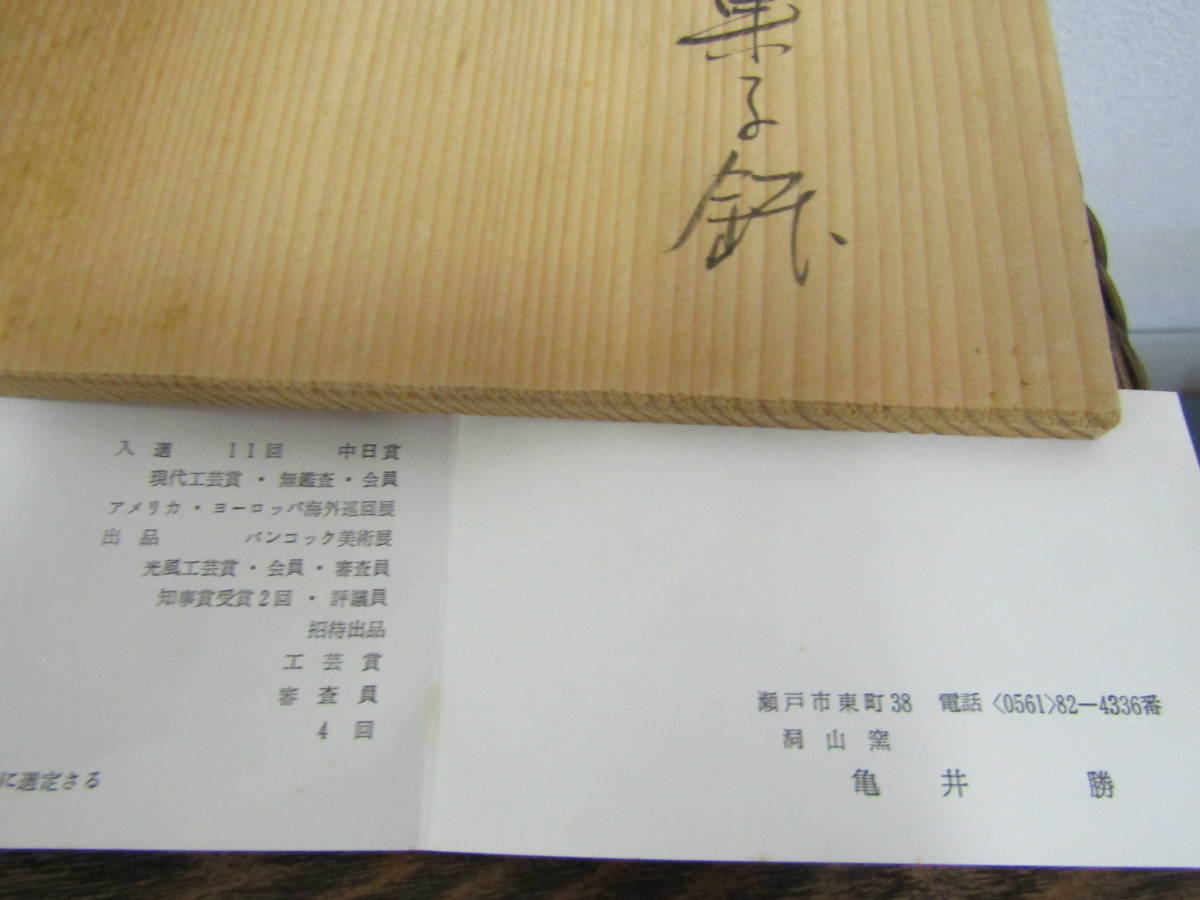 菓子鉢
入選 11回 中日賞
現代工芸賞・無鑑査・会員
アメリカ・ヨーロッパ海外巡回展
出品 バンコック美術展
光風工芸賞・会員・審査員
知事賞受賞2回・評議員
招待出品
工芸賞
審査員
4回
に選定さる
瀬戸市東町38 電話〈0561〉82―4336番
洞山窯
亀井 勝